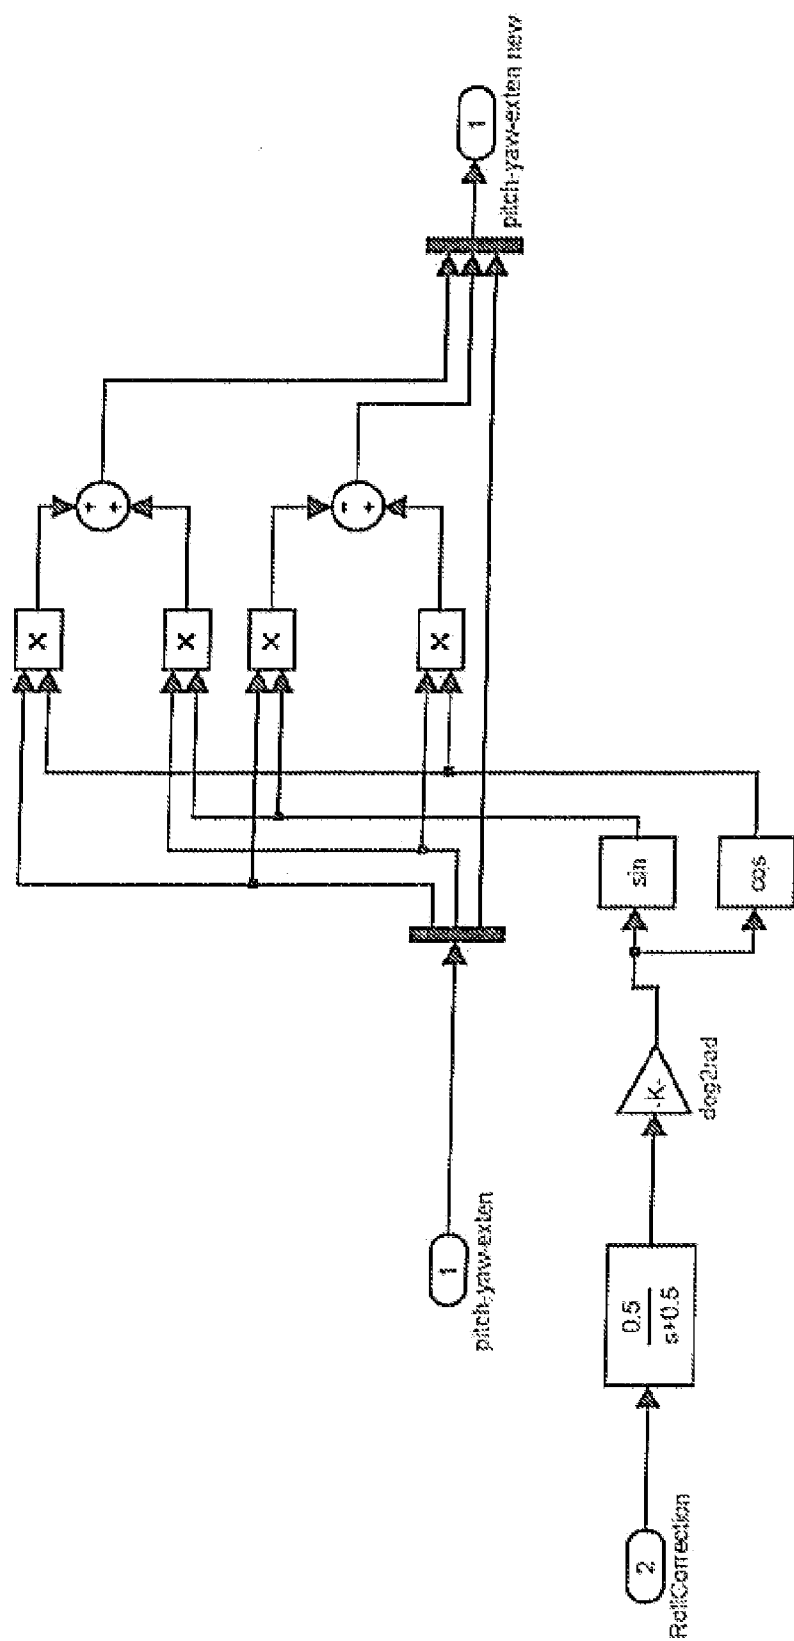 1
pitch-yaw-exten
2
RollCorrection
0.5
s+0.5
-K-
deg2rad
sin
cos
X
X
X
X
+ +
- +
1
pitch-yaw-exten new